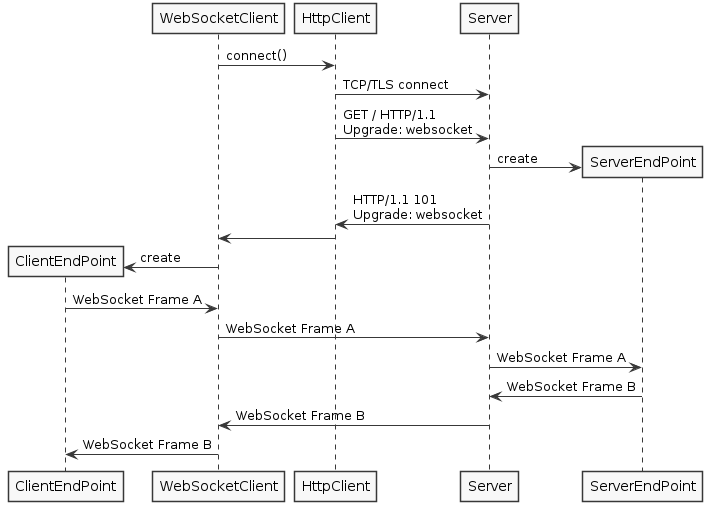 WebSocketClient
HttpClient
Server
connect()
TCP/TLS connect
GET / HTTP/1.1
Upgrade: websocket
create
ServerEndPoint
HTTP/1.1 101
Upgrade: websocket
create
ClientEndPoint
WebSocket Frame A
WebSocket Frame A
WebSocket Frame A
WebSocket Frame B
WebSocket Frame B
WebSocket Frame B
ClientEndPoint
WebSocketClient
HttpClient
Server
ServerEndPoint